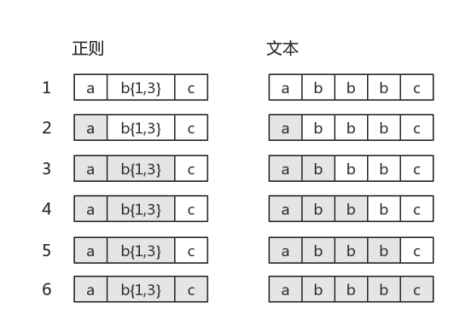 正则 文本
1 a b{1,3} c a b b b c
2 a b{1,3} c a b b b c
3 a b{1,3} c a b b b c
4 a b{1,3} c a b b b c
5 a b{1,3} c a b b b c
6 a b{1,3} c a b b b c